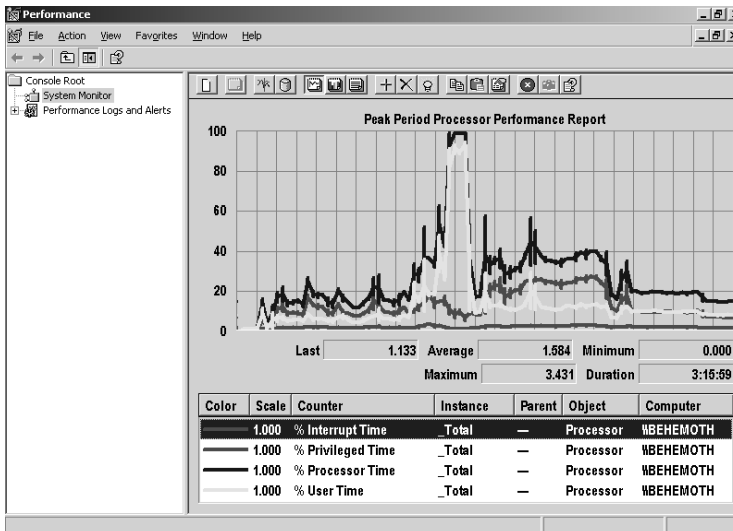 Performance
File Action View Favorites Window Help
Console Root
System Monitor
Performance Logs and Alerts
Peak Period Processor Performance Report
100
80
60
40
20
0
Last 1.133 Average 1.584 Minimum 0.000
Maximum 3.431 Duration 3:15:59
Color Scale Counter Instance Parent Object Computer
1.000 % Interrupt Time _Total — Processor \\BEHEMOTH
1.000 % Privileged Time _Total — Processor \\BEHEMOTH
1.000 % Processor Time _Total — Processor \\BEHEMOTH
1.000 % User Time _Total — Processor \\BEHEMOTH